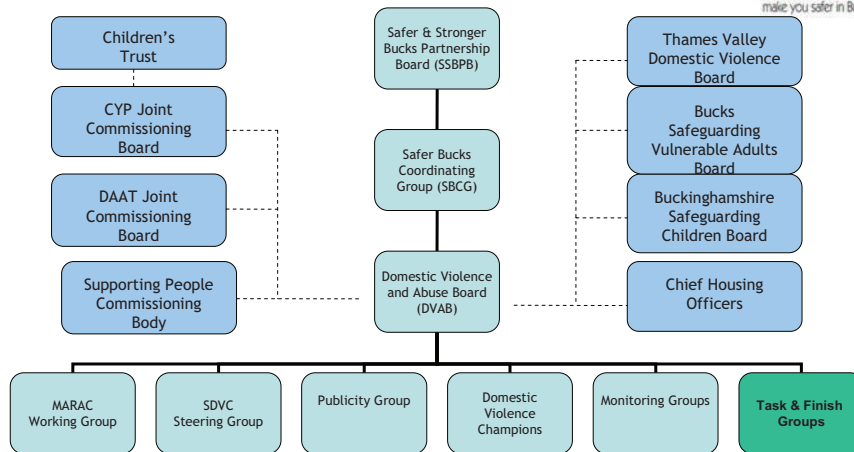 make you safer in B
Children's
Trust
Safer & Stronger
Bucks Partnership
Board (SSBPB)
Thames Valley
Domestic Violence
Board
CYP Joint
Commissioning
Board
Bucks
Safeguarding
Vulnerable Adults
Board
Safer Bucks
Coordinating
Group (SBCG)
DAAT Joint
Commissioning
Board
Buckinghamshire
Safeguarding
Children Board
Supporting People
Commissioning
Body
Domestic Violence
and Abuse Board
(DVAB)
Chief Housing
Officers
MARAC
Working Group
SDVC
Steering Group
Publicity Group
Domestic
Violence
Champions
Monitoring Groups
Task & Finish
Groups